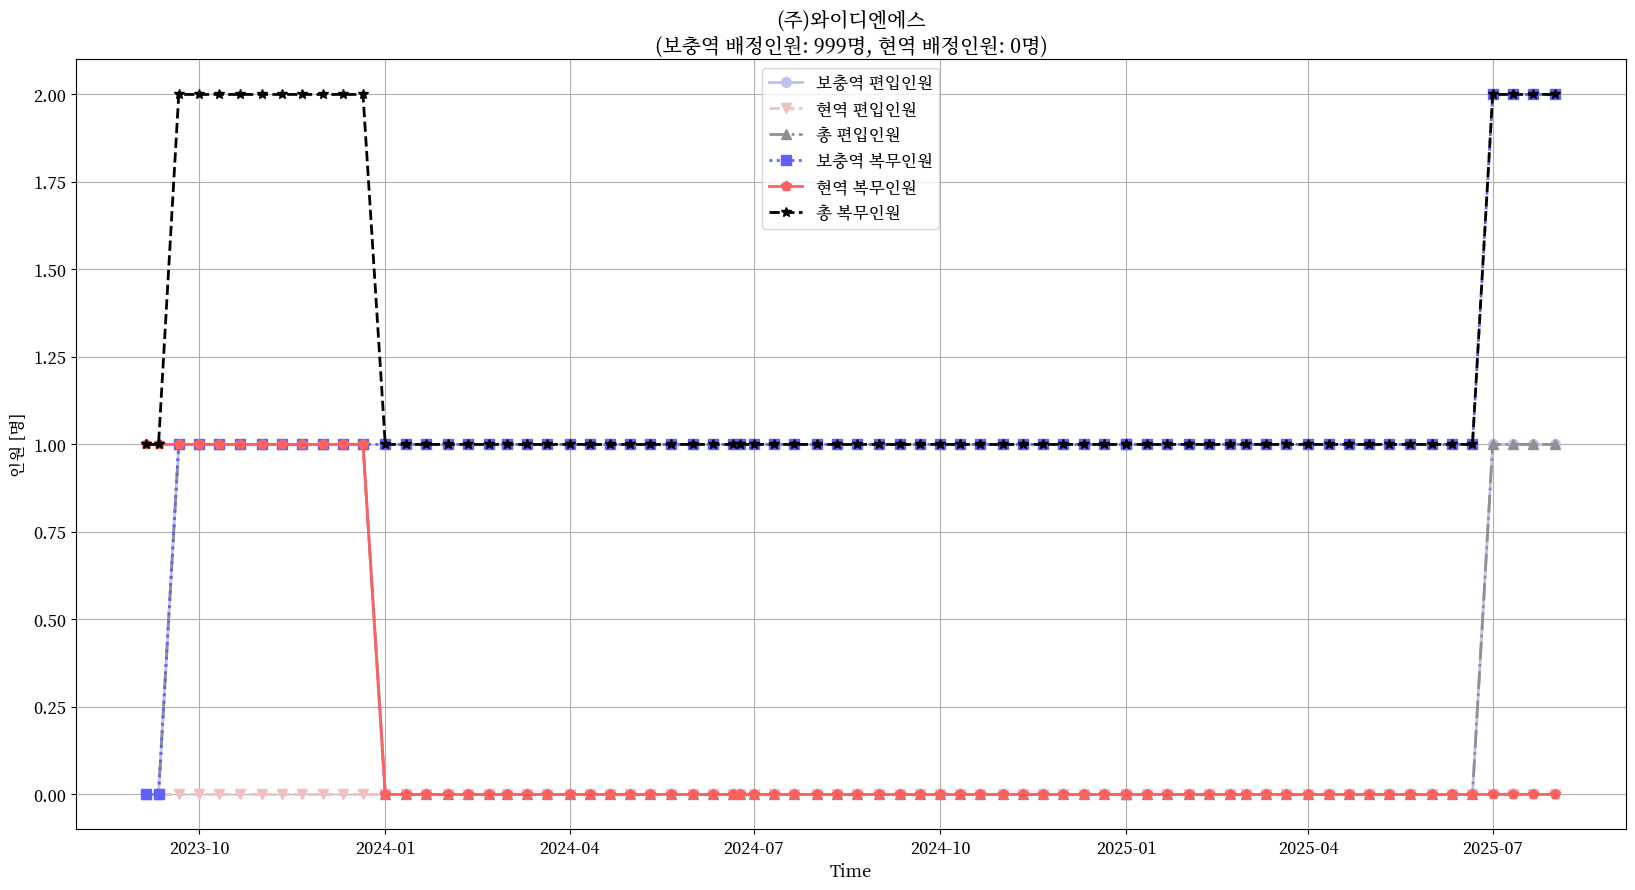 (주)와이디엔에스
(보충역 배정인원: 999명, 현역 배정인원: 0명)
보충역 편입인원
현역 편입인원
총 편입인원
보충역 복무인원
현역 복무인원
총 복무인원
인원 [명]
2.00
1.75
1.50
1.25
1.00
0.75
0.50
0.25
0.00
2023-10 2024-01 2024-04 2024-07 2024-10 2025-01 2025-04 2025-07
Time